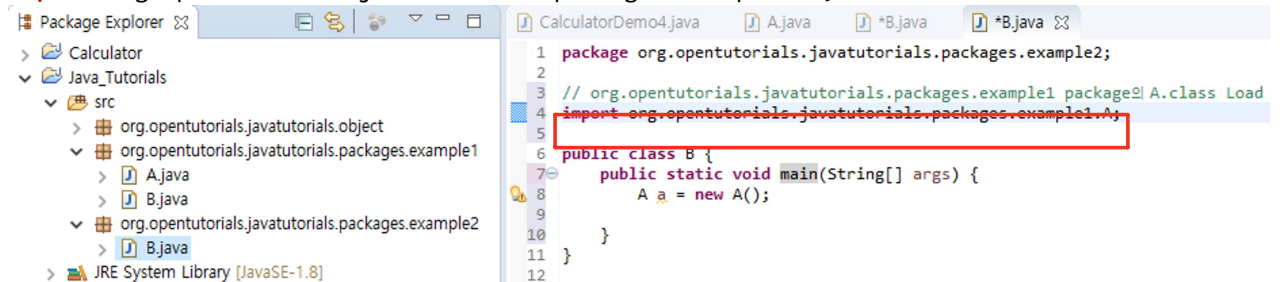 Package Explorer
CalculatorDemo4.java
A.java
*B.java
*B.java
Calculator
Java_Tutorials
src
org.opentutorials.javatutorials.object
org.opentutorials.javatutorials.packages.example1
A.java
B.java
org.opentutorials.javatutorials.packages.example2
B.java
JRE System Library [JavaSE-1.8]
1 package org.opentutorials.javatutorials.packages.example2;
2
3 // org.opentutorials.javatutorials.packages.example1 package의 A.class Load
4 import org.opentutorials.javatutorials.packages.example1.A;
5
6 public class B {
7 public static void main(String[] args) {
8 A a = new A();
9
10 }
11 }
12